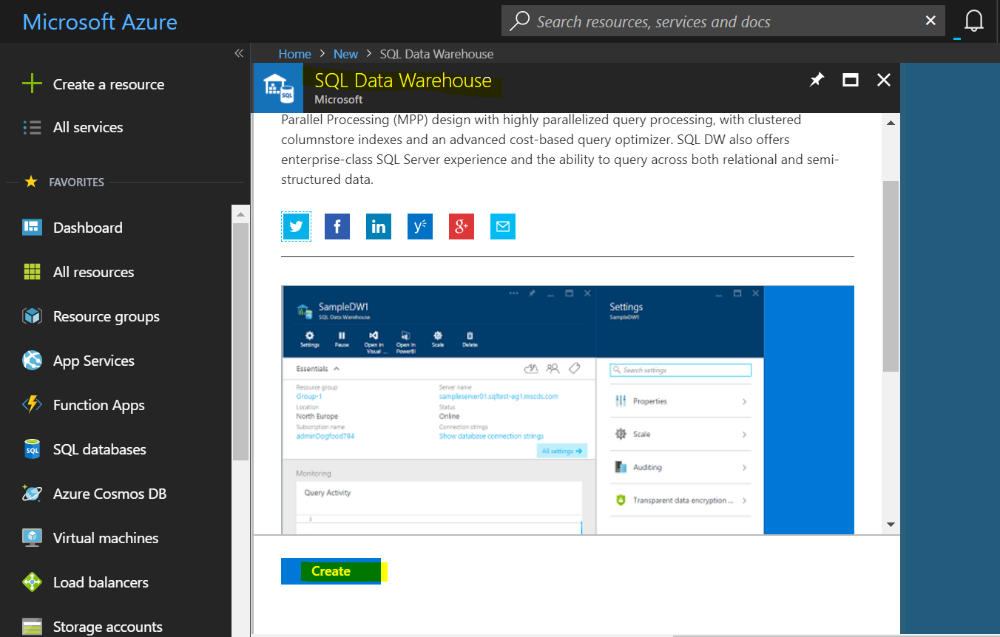 Microsoft Azure
Search resources, services and docs
Home > New > SQL Data Warehouse
Create a resource
All services
FAVORITES
Dashboard
All resources
Resource groups
App Services
Function Apps
SQL databases
Azure Cosmos DB
Virtual machines
Load balancers
Storage accounts
SQL Data Warehouse
Microsoft
Parallel Processing (MPP) design with highly parallelized query processing, with clustered
columnstore indexes and an advanced cost-based query optimizer. SQL DW also offers
enterprise-class SQL Server experience and the ability to query across both relational and semi-
structured data.
SampleDW1
SQL Data Warehouse
Settings
Pause
Open in Visual ...
Open in PowerBI
Scale
Delete
Essentials
Resource group
Group-1
Location
North Europe
Subscription name
adminDogfood784
Server name
sampleserver01.sqltest-eg1.mscds.com
Status
Online
Connection strings
Show database connection strings
All settings
Monitoring
Query Activity
Settings
SampleDW1
Search settings
Properties
Scale
Auditing
Transparent data encryption ...
Create